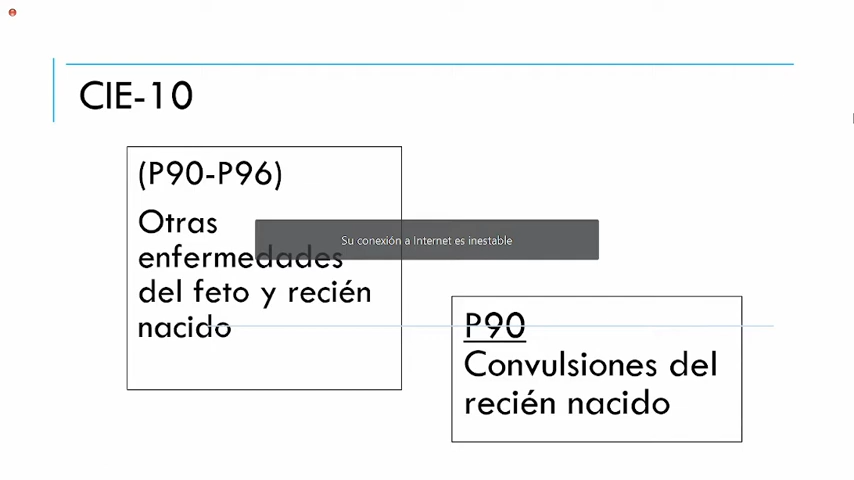 CIE-10
(P90-P96)
Otras
enfermedades
del feto y recién
nacido
Su conexión a Internet es inestable
P90
Convulsiones del
recién nacido